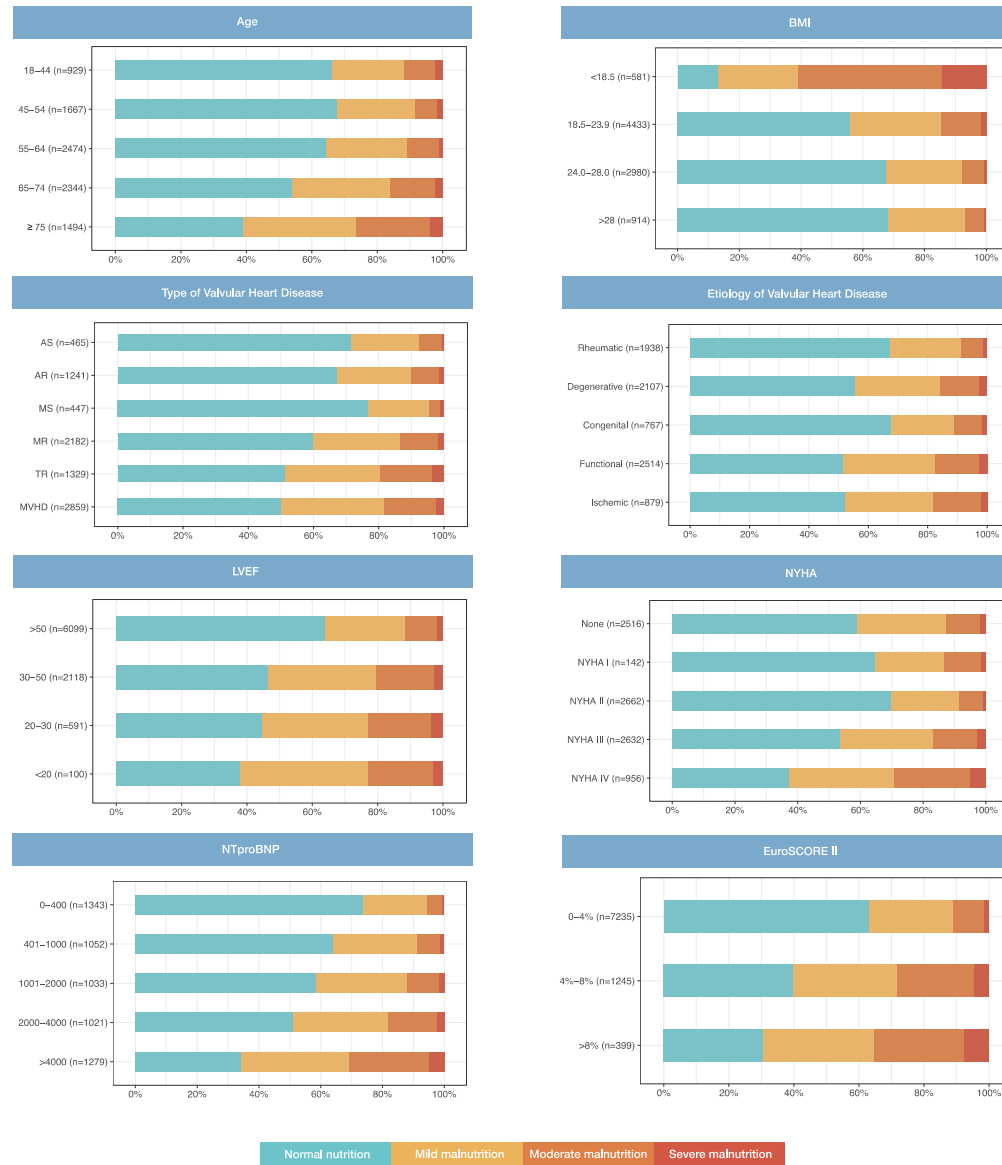 Age
18–44 (n=929)
45–54 (n=1667)
55–64 (n=2474)
65–74 (n=2344)
≥ 75 (n=1494)
0% 20% 40% 60% 80% 100%
BMI
<18.5 (n=581)
18.5–23.9 (n=4433)
24.0–28.0 (n=2980)
>28 (n=914)
0% 20% 40% 60% 80% 100%
Type of Valvular Heart Disease
AS (n=465)
AR (n=1241)
MS (n=447)
MR (n=2182)
TR (n=1329)
MVHD (n=2859)
0% 20% 40% 60% 80% 100%
Etiology of Valvular Heart Disease
Rheumatic (n=1938)
Degenerative (n=2107)
Congenital (n=767)
Functional (n=2514)
Ischemic (n=879)
0% 20% 40% 60% 80% 100%
LVEF
>50 (n=6099)
30–50 (n=2118)
20–30 (n=591)
<20 (n=100)
0% 20% 40% 60% 80% 100%
NYHA
None (n=2516)
NYHA I (n=142)
NYHA II (n=2662)
NYHA III (n=2632)
NYHA IV (n=956)
0% 20% 40% 60% 80% 100%
NTproBNP
0–400 (n=1343)
401–1000 (n=1052)
1001–2000 (n=1033)
2000–4000 (n=1021)
>4000 (n=1279)
0% 20% 40% 60% 80% 100%
EuroSCORE II
0–4% (n=7235)
4%–8% (n=1245)
>8% (n=399)
0% 20% 40% 60% 80% 100%
Normal nutrition Mild malnutrition Moderate malnutrition Severe malnutrition